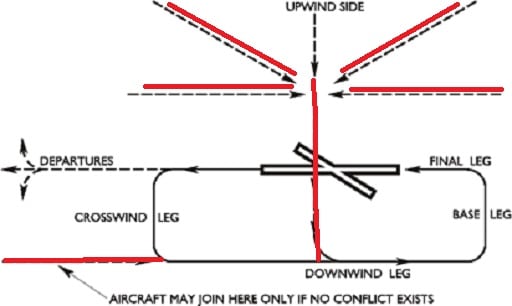 UPWIND SIDE
DEPARTURES
FINAL LEG
CROSSWIND LEG
BASE LEG
DOWNWIND LEG
AIRCRAFT MAY JOIN HERE ONLY IF NO CONFLICT EXISTS